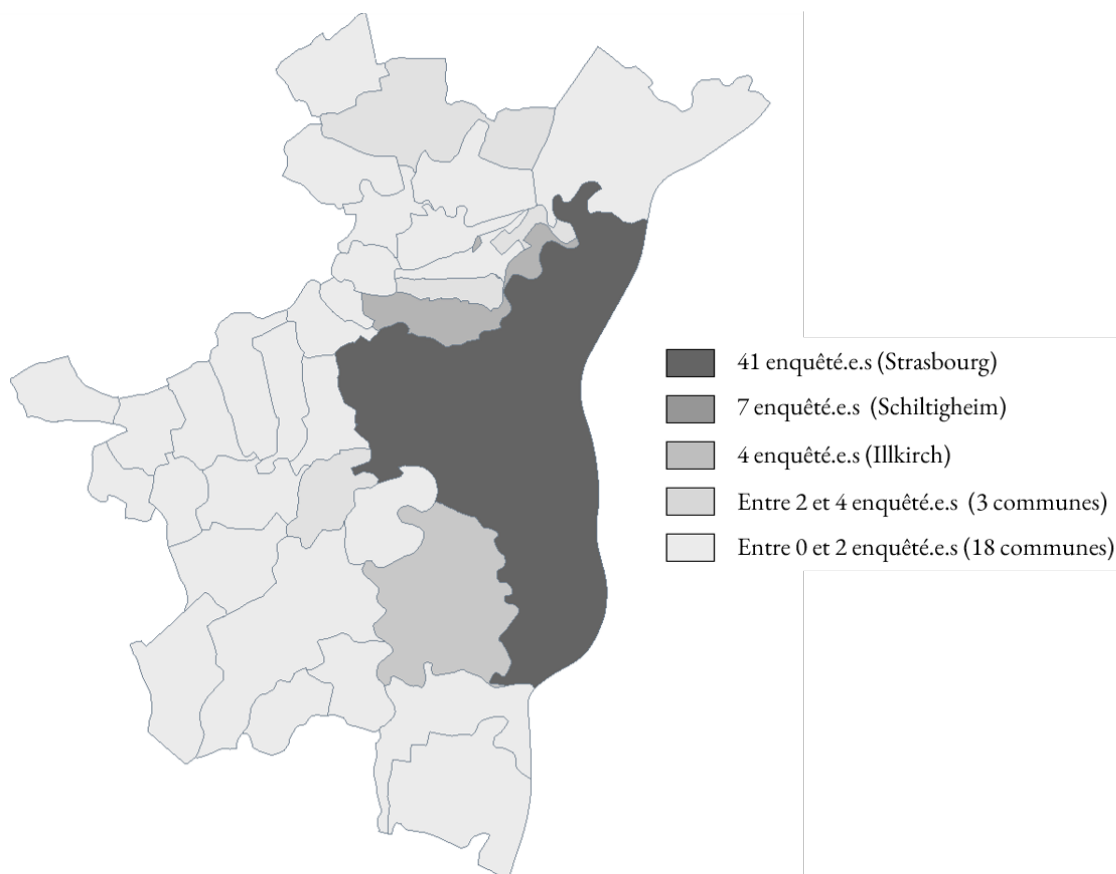 41 enquêté.e.s (Strasbourg)
7 enquêté.e.s (Schiltigheim)
4 enquêté.e.s (Illkirch)
Entre 2 et 4 enquêté.e.s (3 communes)
Entre 0 et 2 enquêté.e.s (18 communes)